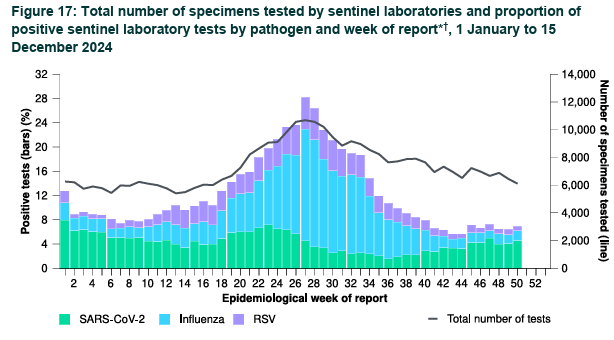 Figure 17: Total number of specimens tested by sentinel laboratories and proportion of
positive sentinel laboratory tests by pathogen and week of report*†, 1 January to 15
December 2024
Positive tests (bars) (%)
32
28
24
20
16
12
8
4
0
14,000
12,000
10,000
8,000
6,000
4,000
2,000
0
Number of specimens tested (line)
2 4 6 8 10 12 14 16 18 20 22 24 26 28 30 32 34 36 38 40 42 44 46 48 50 52
Epidemiological week of report
SARS-CoV-2 Influenza RSV Total number of tests